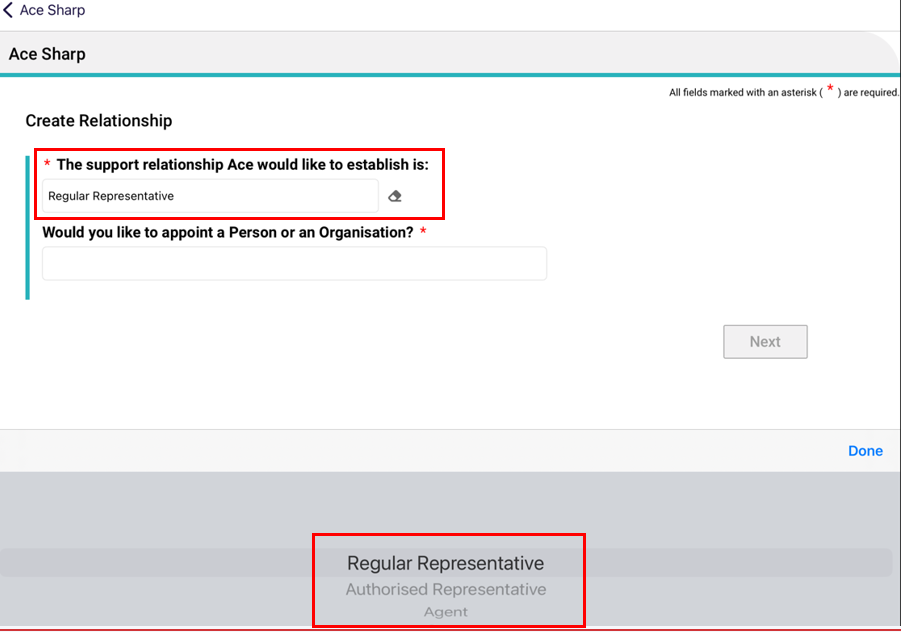 Ace Sharp
Ace Sharp
All fields marked with an asterisk ( * ) are required.
Create Relationship
* The support relationship Ace would like to establish is:
Regular Representative
Would you like to appoint a Person or an Organisation? *
Next
Done
Regular Representative
Authorised Representative
Agent